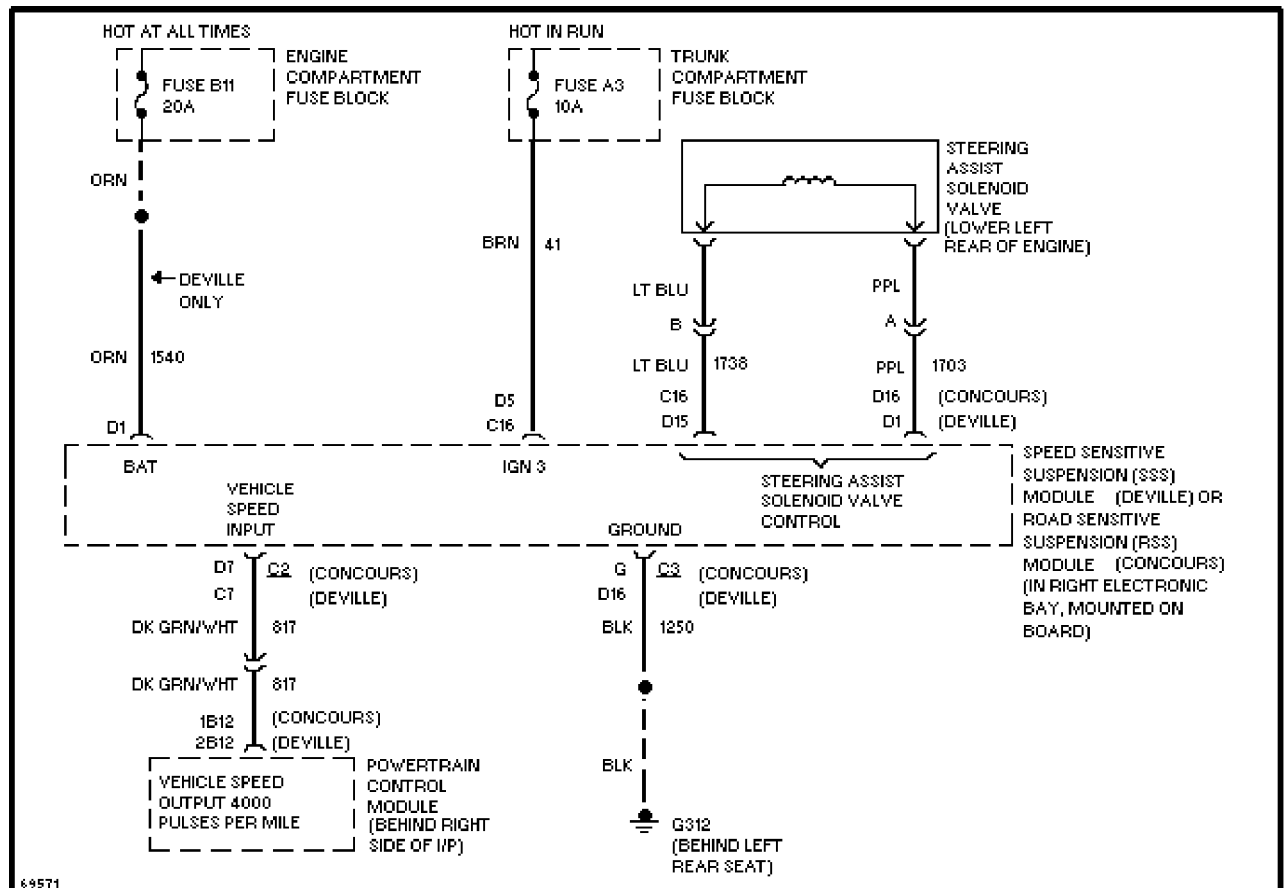 HOT AT ALL TIMES
FUSE B11
20A
ENGINE
COMPARTMENT
FUSE BLOCK
HOT IN RUN
FUSE A3
10A
TRUNK
COMPARTMENT
FUSE BLOCK
STEERING
ASSIST
SOLENOID
VALVE
(LOWER LEFT
REAR OF ENGINE)
ORN
DEVILLE
ONLY
ORN 1540
D1
BRN 41
D5
C16
LT BLU
B
LT BLU 1738
C16
D15
PPL
A
PPL 1703
D16 (CONCOURS)
D1 (DEVILLE)
BAT
IGN 3
STEERING ASSIST
SOLENOID VALVE
CONTROL
VEHICLE
SPEED
INPUT
GROUND
SPEED SENSITIVE
SUSPENSION (SSS)
MODULE (DEVILLE) OR
ROAD SENSITIVE
SUSPENSION (RSS)
MODULE (CONCOURS)
(IN RIGHT ELECTRONIC
BAY, MOUNTED ON
BOARD)
D7 C2 (CONCOURS)
C7 (DEVILLE)
DK GRN/WHT 817
DK GRN/WHT 817
1B12 (CONCOURS)
2B12 (DEVILLE)
VEHICLE SPEED
OUTPUT 4000
PULSES PER MILE
POWERTRAIN
CONTROL
MODULE
(BEHIND RIGHT
SIDE OF I/P)
G C3 (CONCOURS)
D16 (DEVILLE)
BLK 1250
BLK
G312
(BEHIND LEFT
REAR SEAT)
69571